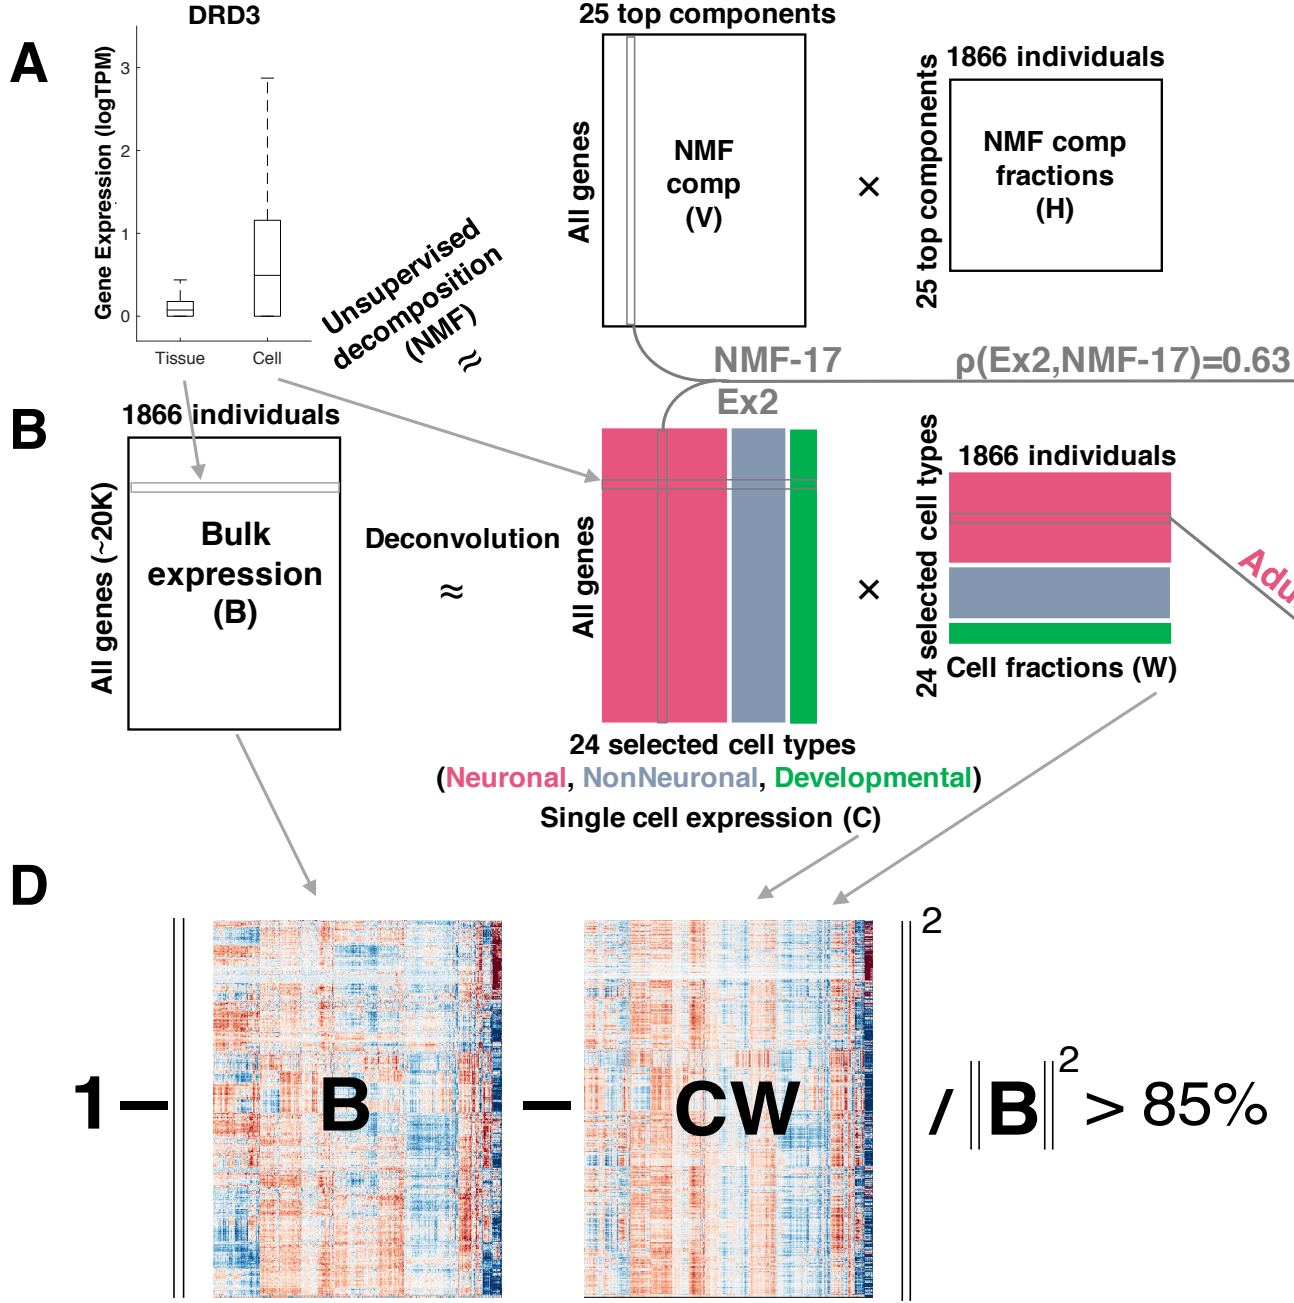 A
DRD3
Gene Expression (logTPM)
3
2
1
0
Tissue
Cell
Unsupervised
decomposition
(NMF)
≈
25 top components
All genes
NMF
comp
(V)
×
1866 individuals
25 top components
NMF comp
fractions
(H)
NMF-17
ρ(Ex2,NMF-17)=0.63
Ex2
B
1866 individuals
All genes (~20K)
Bulk
expression
(B)
Deconvolution
≈
All genes
×
24 selected cell types
(Neuronal, NonNeuronal, Developmental)
Single cell expression (C)
1866 individuals
24 selected cell types
Cell fractions (W)
D
1 — ‖ B — CW ‖2 / ‖B‖2 > 85%